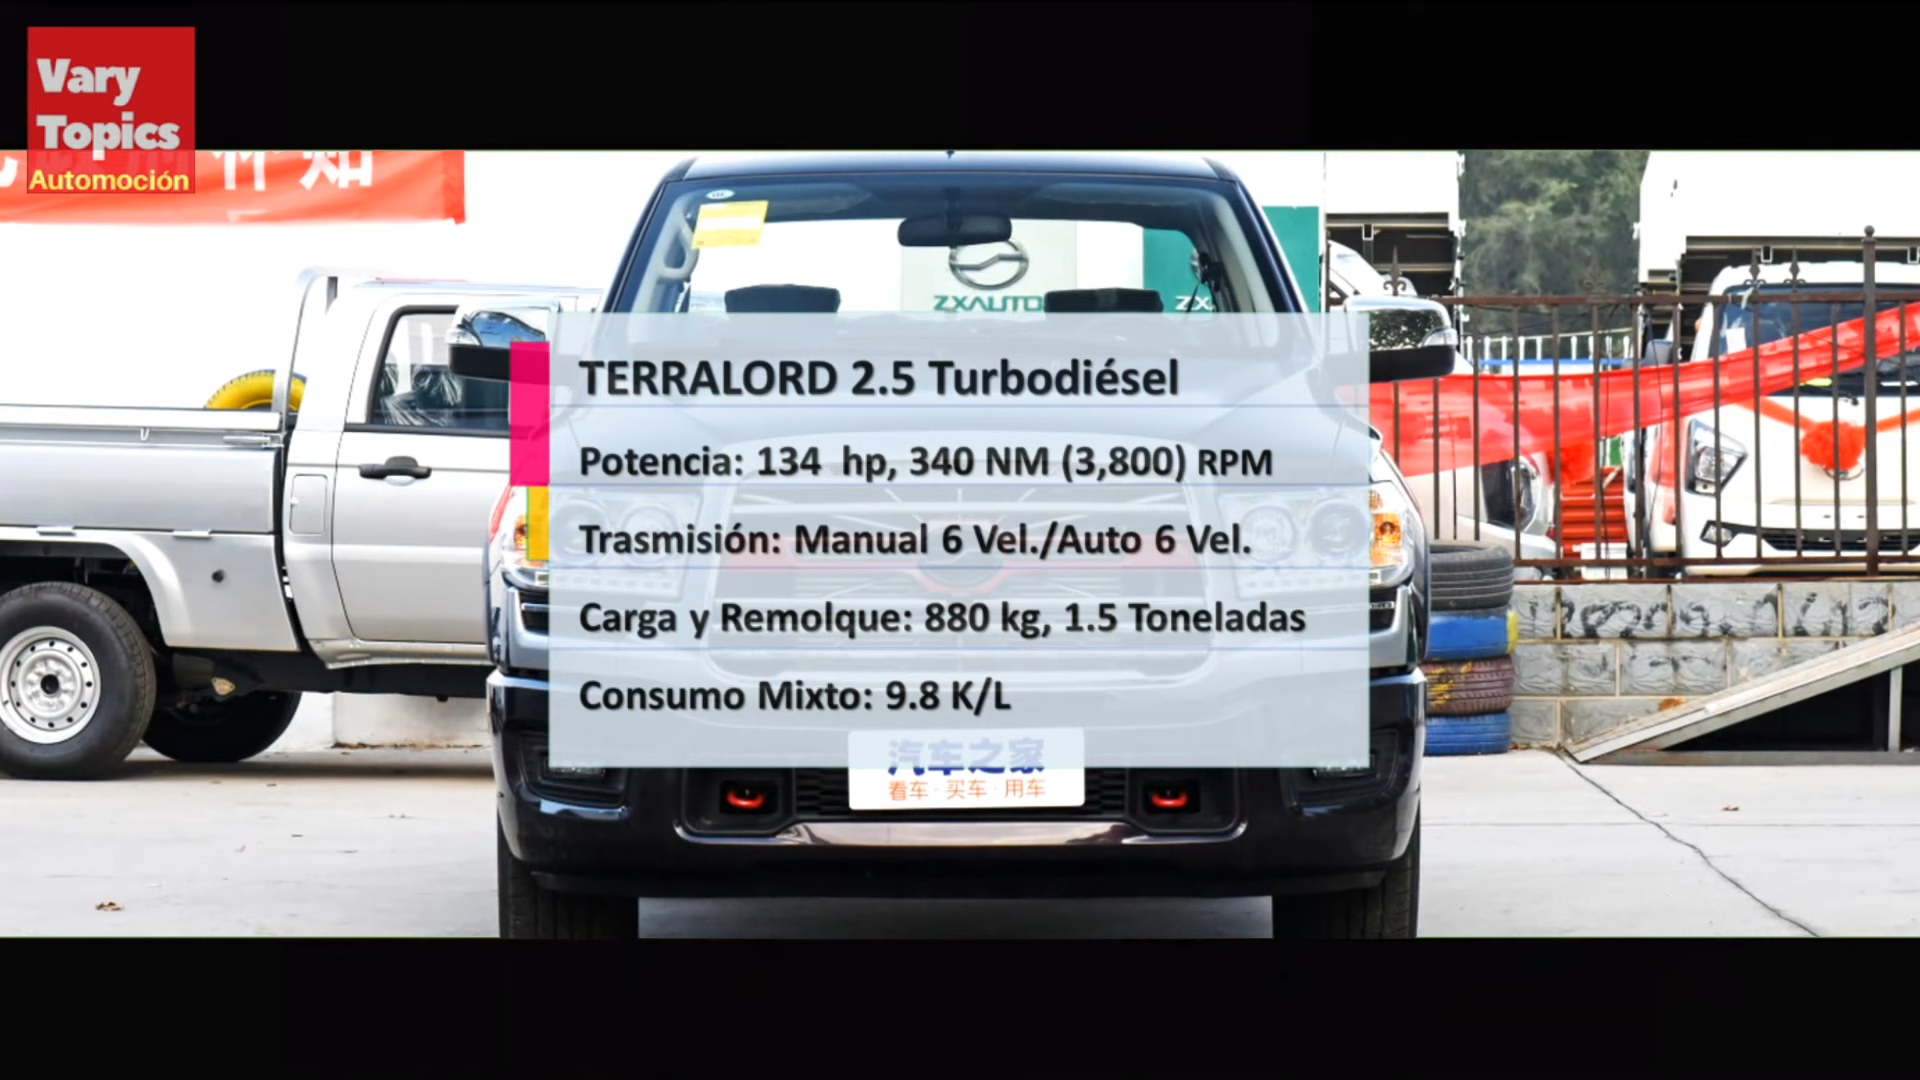 Vary
Topics
Automoción
ZXAUTO
ZX
TERRALORD 2.5 Turbodiésel
Potencia: 134 hp, 340 NM (3,800) RPM
Trasmisión: Manual 6 Vel./Auto 6 Vel.
Carga y Remolque: 880 kg, 1.5 Toneladas
Consumo Mixto: 9.8 K/L
汽车之家
看车·买车·用车